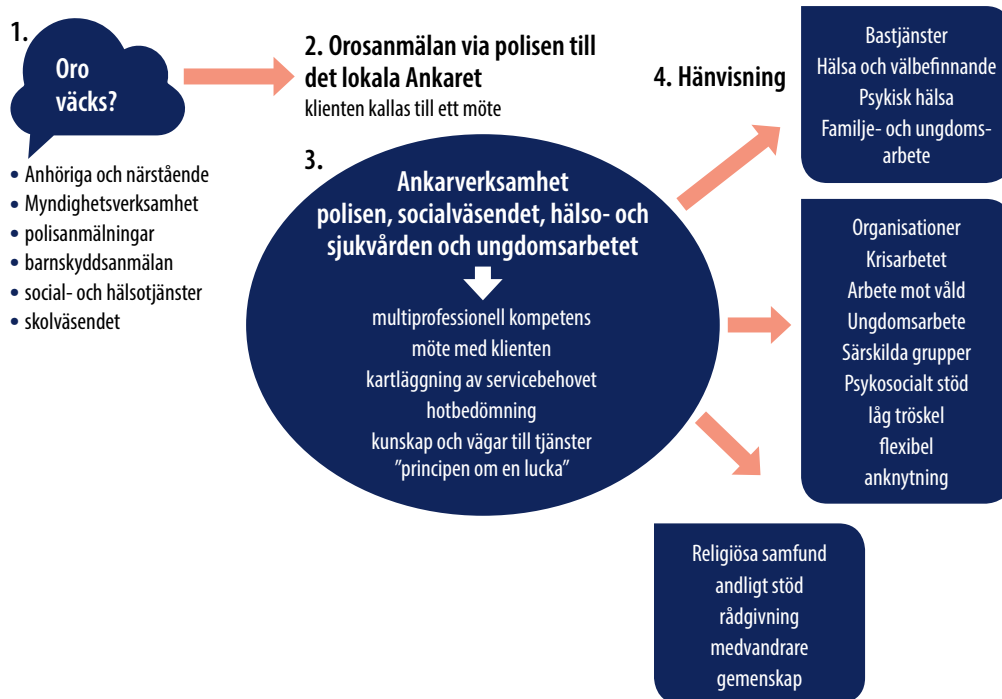 1.
Oro
väcks?
• Anhöriga och närstående
• Myndighetsverksamhet
• polisanmälningar
• barnskyddsanmälan
• social- och hälsotjänster
• skolväsendet
2. Orosanmälan via polisen till
det lokala Ankaret
klienten kallas till ett möte
3.
Ankarverksamhet
polisen, socialväsendet, hälso- och
sjukvården och ungdomsarbetet
multiprofessionell kompetens
möte med klienten
kartläggning av servicebehovet
hotbedömning
kunskap och vägar till tjänster
”principen om en lucka”
4. Hänvisning
Bastjänster
Hälsa och välbefinnande
Psykisk hälsa
Familje- och ungdoms-
arbete
Organisationer
Krisarbetet
Arbete mot våld
Ungdomsarbete
Särskilda grupper
Psykosocialt stöd
låg tröskel
flexibel
anknytning
Religiösa samfund
andligt stöd
rådgivning
medvandrare
gemenskap